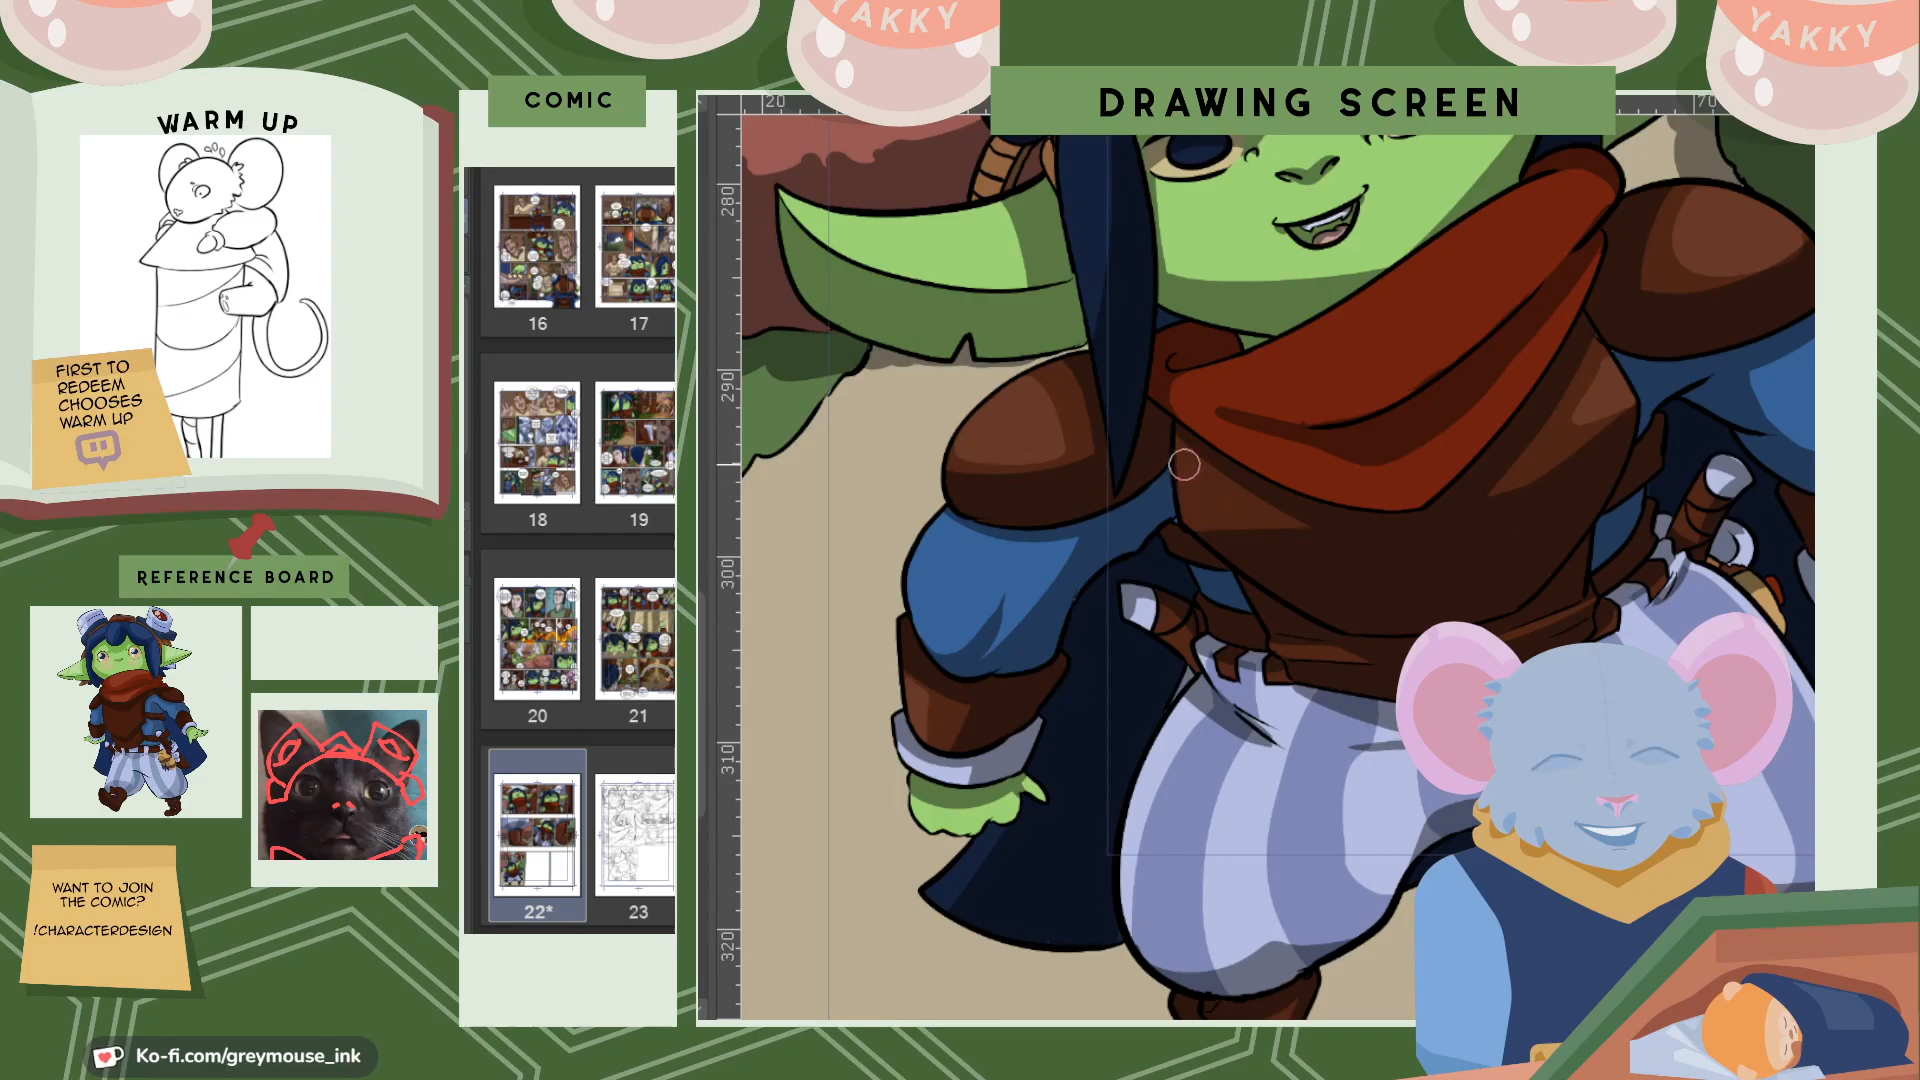 YAKKY
YAKKY
WARM UP
COMIC
DRAWING SCREEN
FIRST TO
REDEEM
CHOOSES
WARM UP
REFERENCE BOARD
WANT TO JOIN
THE COMIC?
!CHARACTERDESIGN
Ko-fi.com/greymouse_ink
16
17
18
19
20
21
22*
23
20
70
280
290
300
310
320